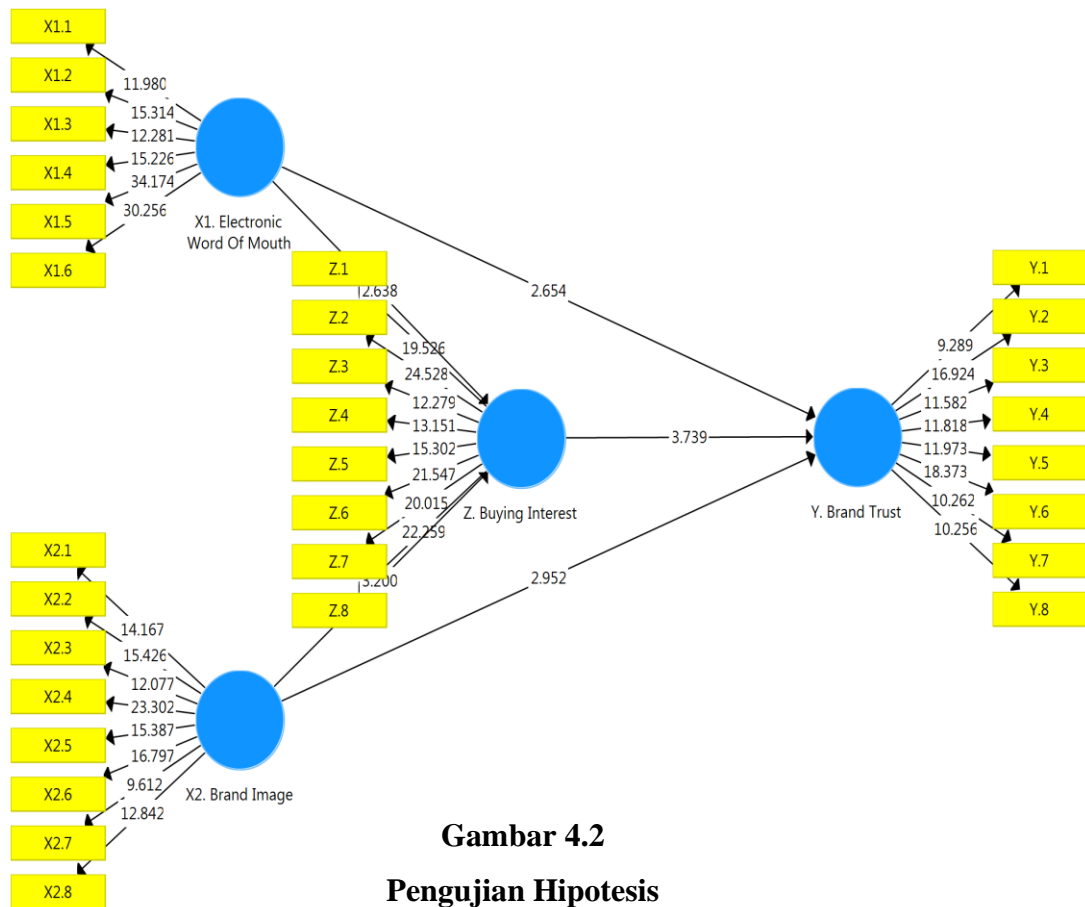 X1.1
X1.2
X1.3
X1.4
X1.5
X1.6
11.980
15.314
12.281
15.226
34.174
30.256
X1. Electronic
Word Of Mouth
Z.1
Z.2
Z.3
Z.4
Z.5
Z.6
Z.7
Z.8
2.638
19.526
24.528
12.279
13.151
15.302
21.547
20.015
22.259
3.200
Z. Buying Interest
2.654
3.739
2.952
Y. Brand Trust
9.289
16.924
11.582
11.818
11.973
18.373
10.262
10.256
Y.1
Y.2
Y.3
Y.4
Y.5
Y.6
Y.7
Y.8
X2.1
X2.2
X2.3
X2.4
X2.5
X2.6
X2.7
X2.8
14.167
15.426
12.077
23.302
15.387
16.797
9.612
12.842
X2. Brand Image
Gambar 4.2
Pengujian Hipotesis